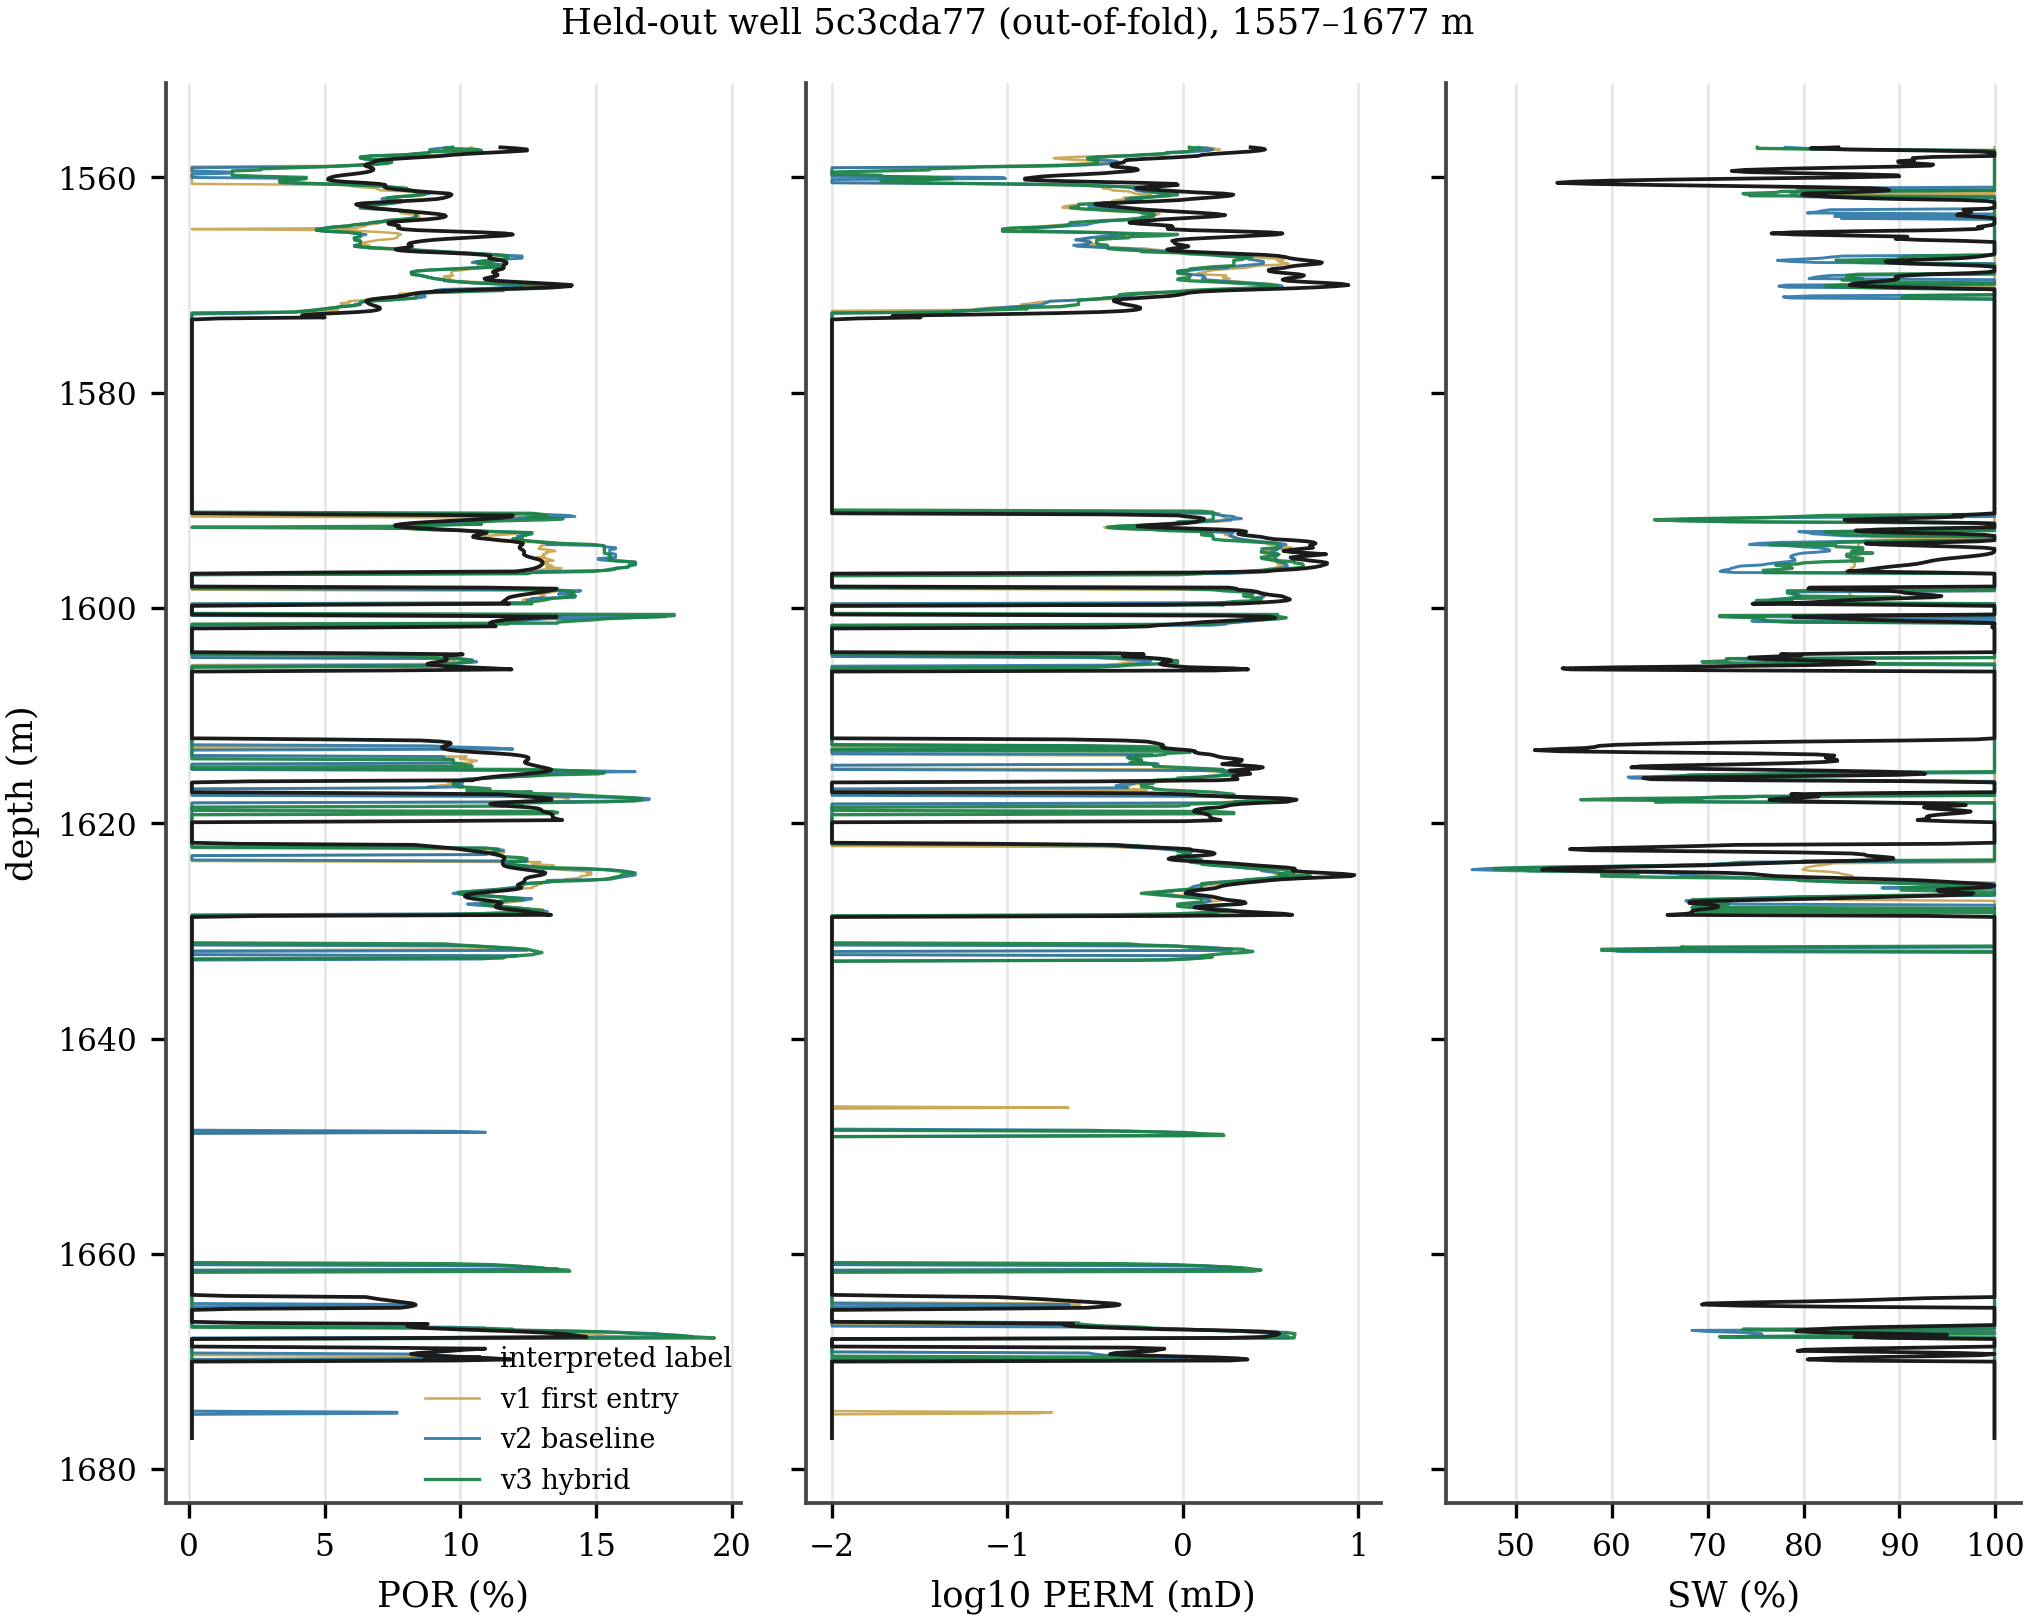 Held-out well 5c3cda77 (out-of-fold), 1557–1677 m
depth (m)
1560
1580
1600
1620
1640
1660
1680
interpreted label
v1 first entry
v2 baseline
v3 hybrid
0 5 10 15 20
−2 −1 0 1
50 60 70 80 90 100
POR (%)
log10 PERM (mD)
SW (%)